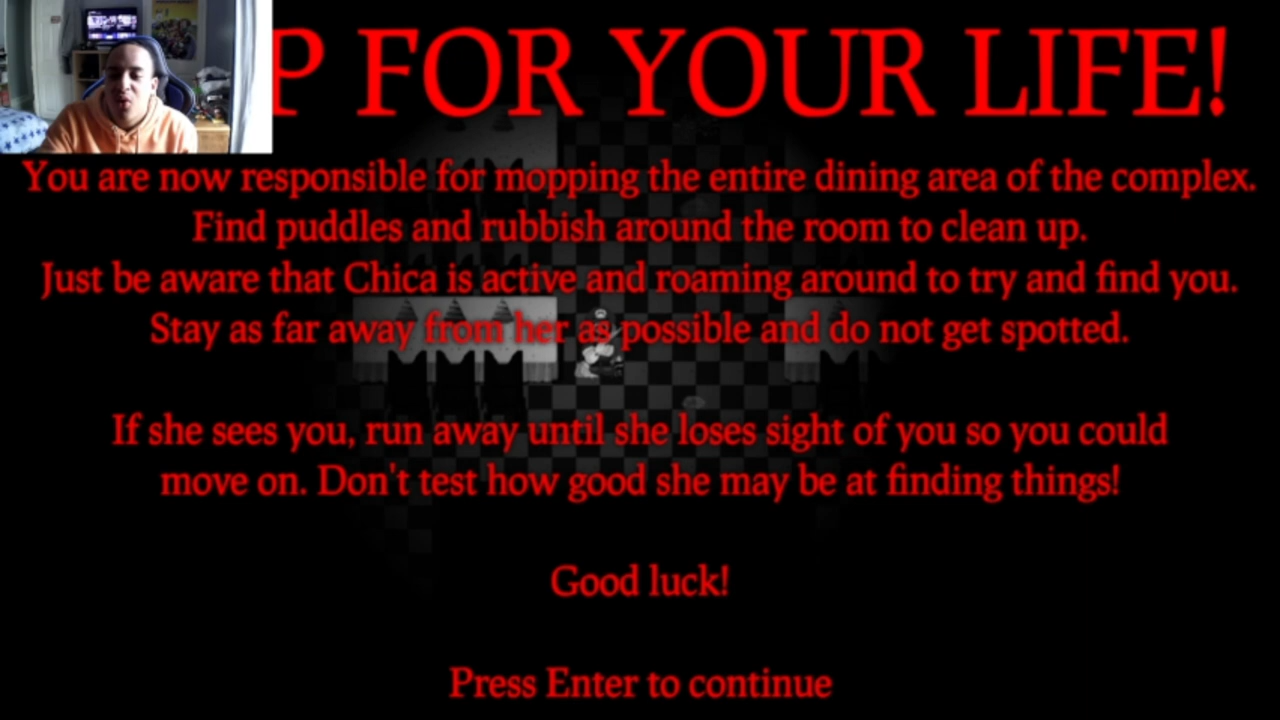 P FOR YOUR LIFE!
You are now responsible for mopping the entire dining area of the complex.
Find puddles and rubbish around the room to clean up.
Just be aware that Chica is active and roaming around to try and find you.
Stay as far away from her as possible and do not get spotted.
If she sees you, run away until she loses sight of you so you could
move on. Don't test how good she may be at finding things!
Good luck!
Press Enter to continue